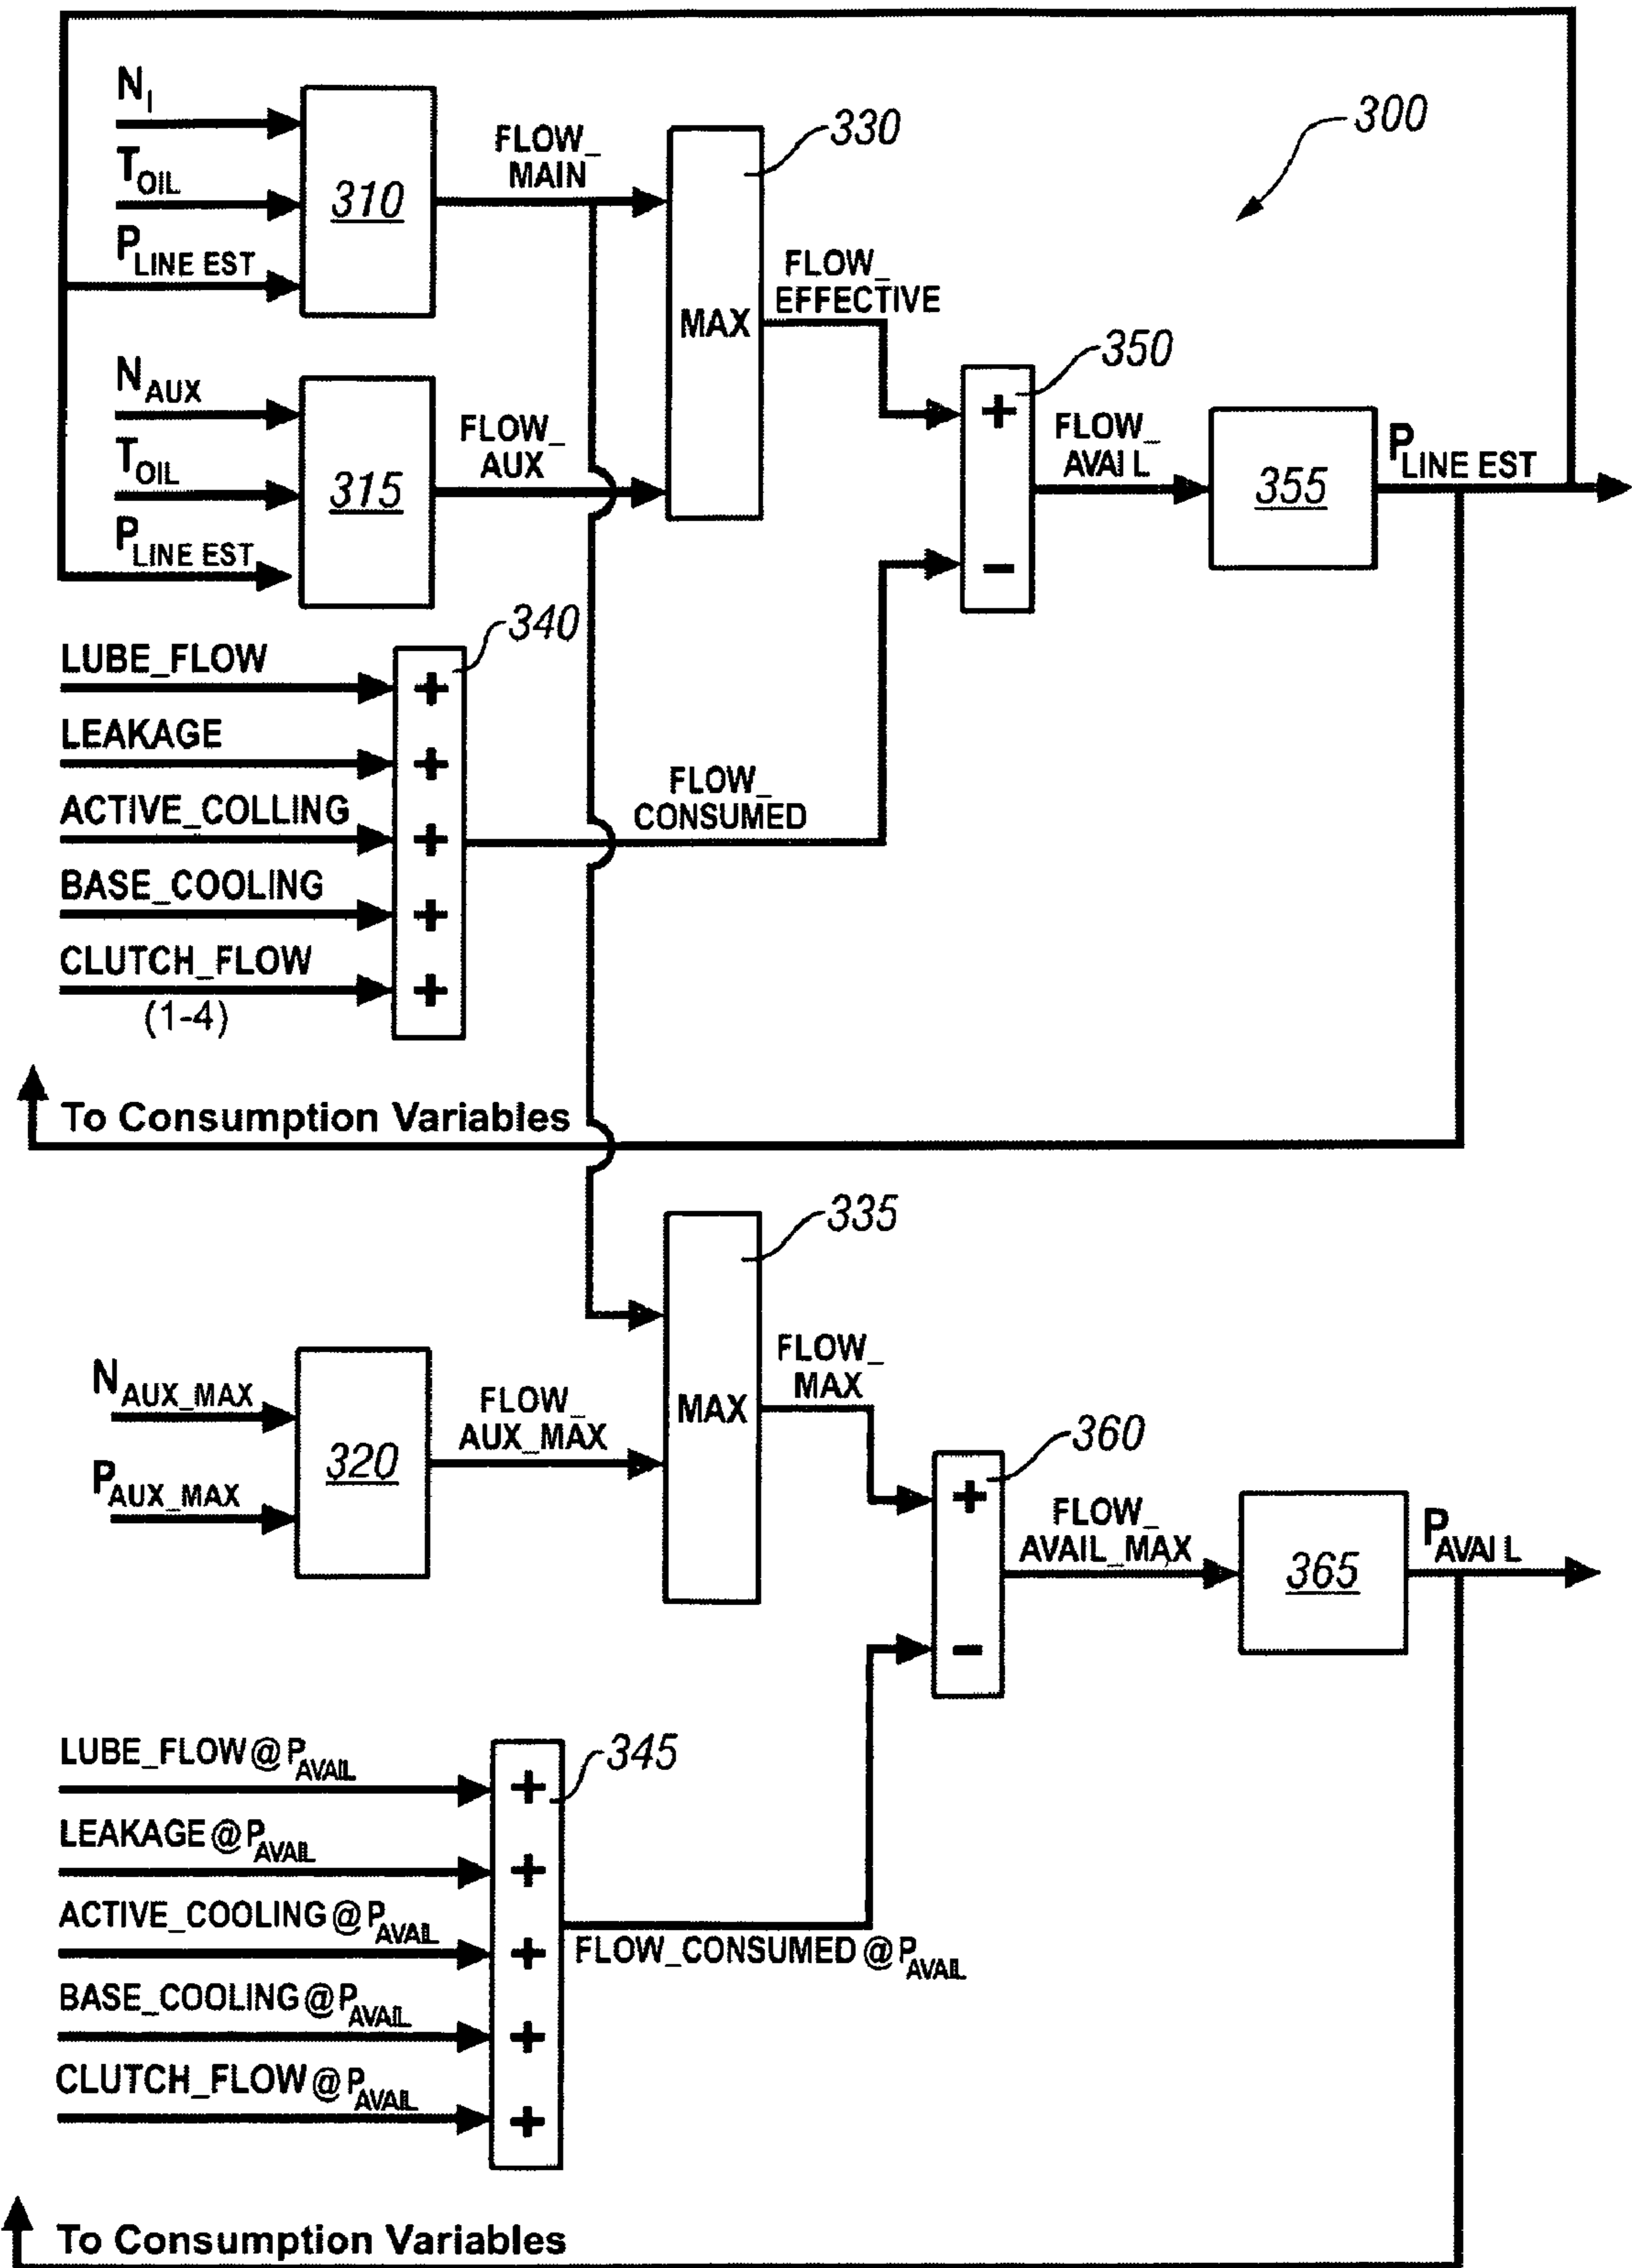 300
N_I
T_OIL
P_LINE EST
310
FLOW_
MAIN
330
MAX
N_AUX
T_OIL
P_LINE EST
315
FLOW_
AUX
FLOW_
EFFECTIVE
350
+
−
FLOW_
AVAIL
355
P_LINE EST
340
LUBE_FLOW
+
LEAKAGE
+
ACTIVE_COLLING
+
BASE_COOLING
+
CLUTCH_FLOW
+
(1-4)
FLOW_
CONSUMED
To Consumption Variables
335
MAX
N_AUX_MAX
P_AUX_MAX
320
FLOW_
AUX_MAX
FLOW_
MAX
360
+
−
FLOW_
AVAIL_MAX
365
P_AVAIL
345
LUBE_FLOW@P_AVAIL
+
LEAKAGE@P_AVAIL
+
ACTIVE_COOLING@P_AVAIL
+
BASE_COOLING@P_AVAIL
+
CLUTCH_FLOW@P_AVAIL
+
FLOW_CONSUMED@P_AVAIL
To Consumption Variables